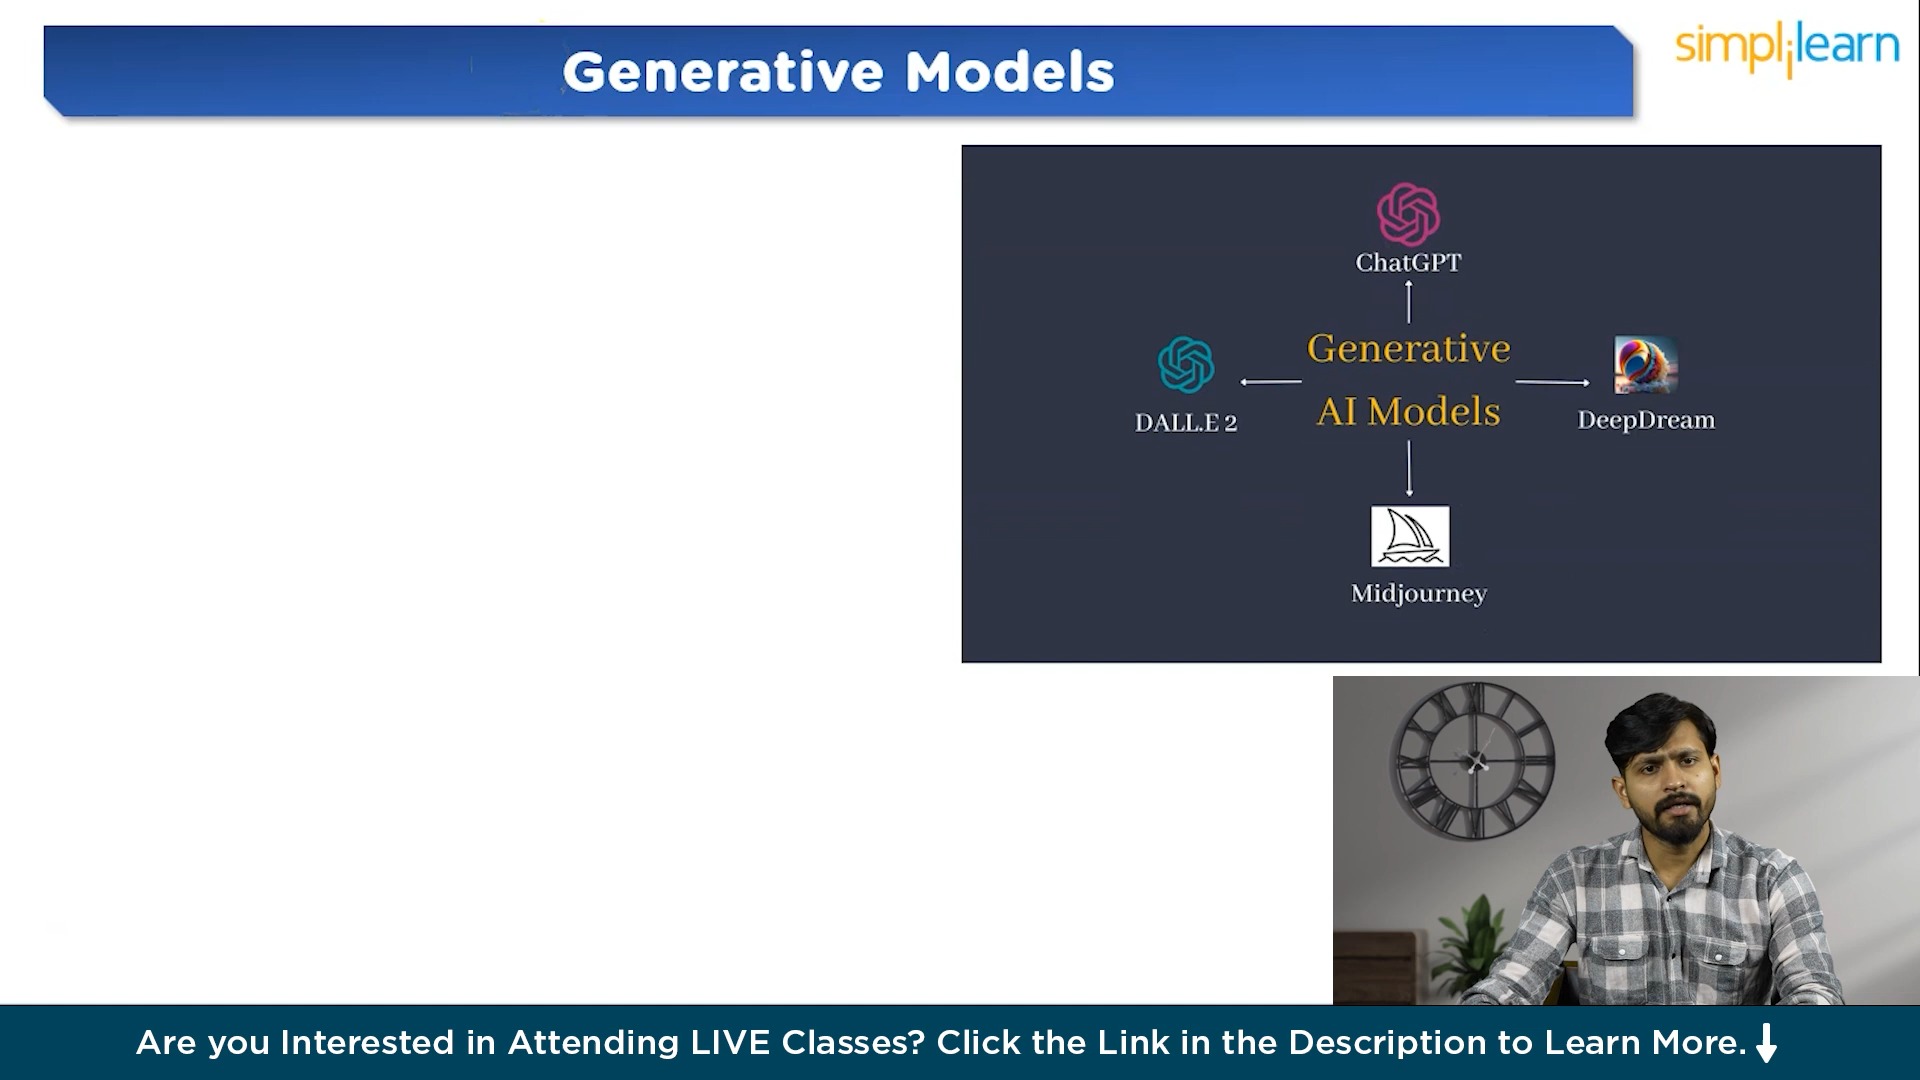 Generative Models
simplilearn
ChatGPT
Generative
AI Models
DALL.E 2
DeepDream
Midjourney
Are you Interested in Attending LIVE Classes? Click the Link in the Description to Learn More.